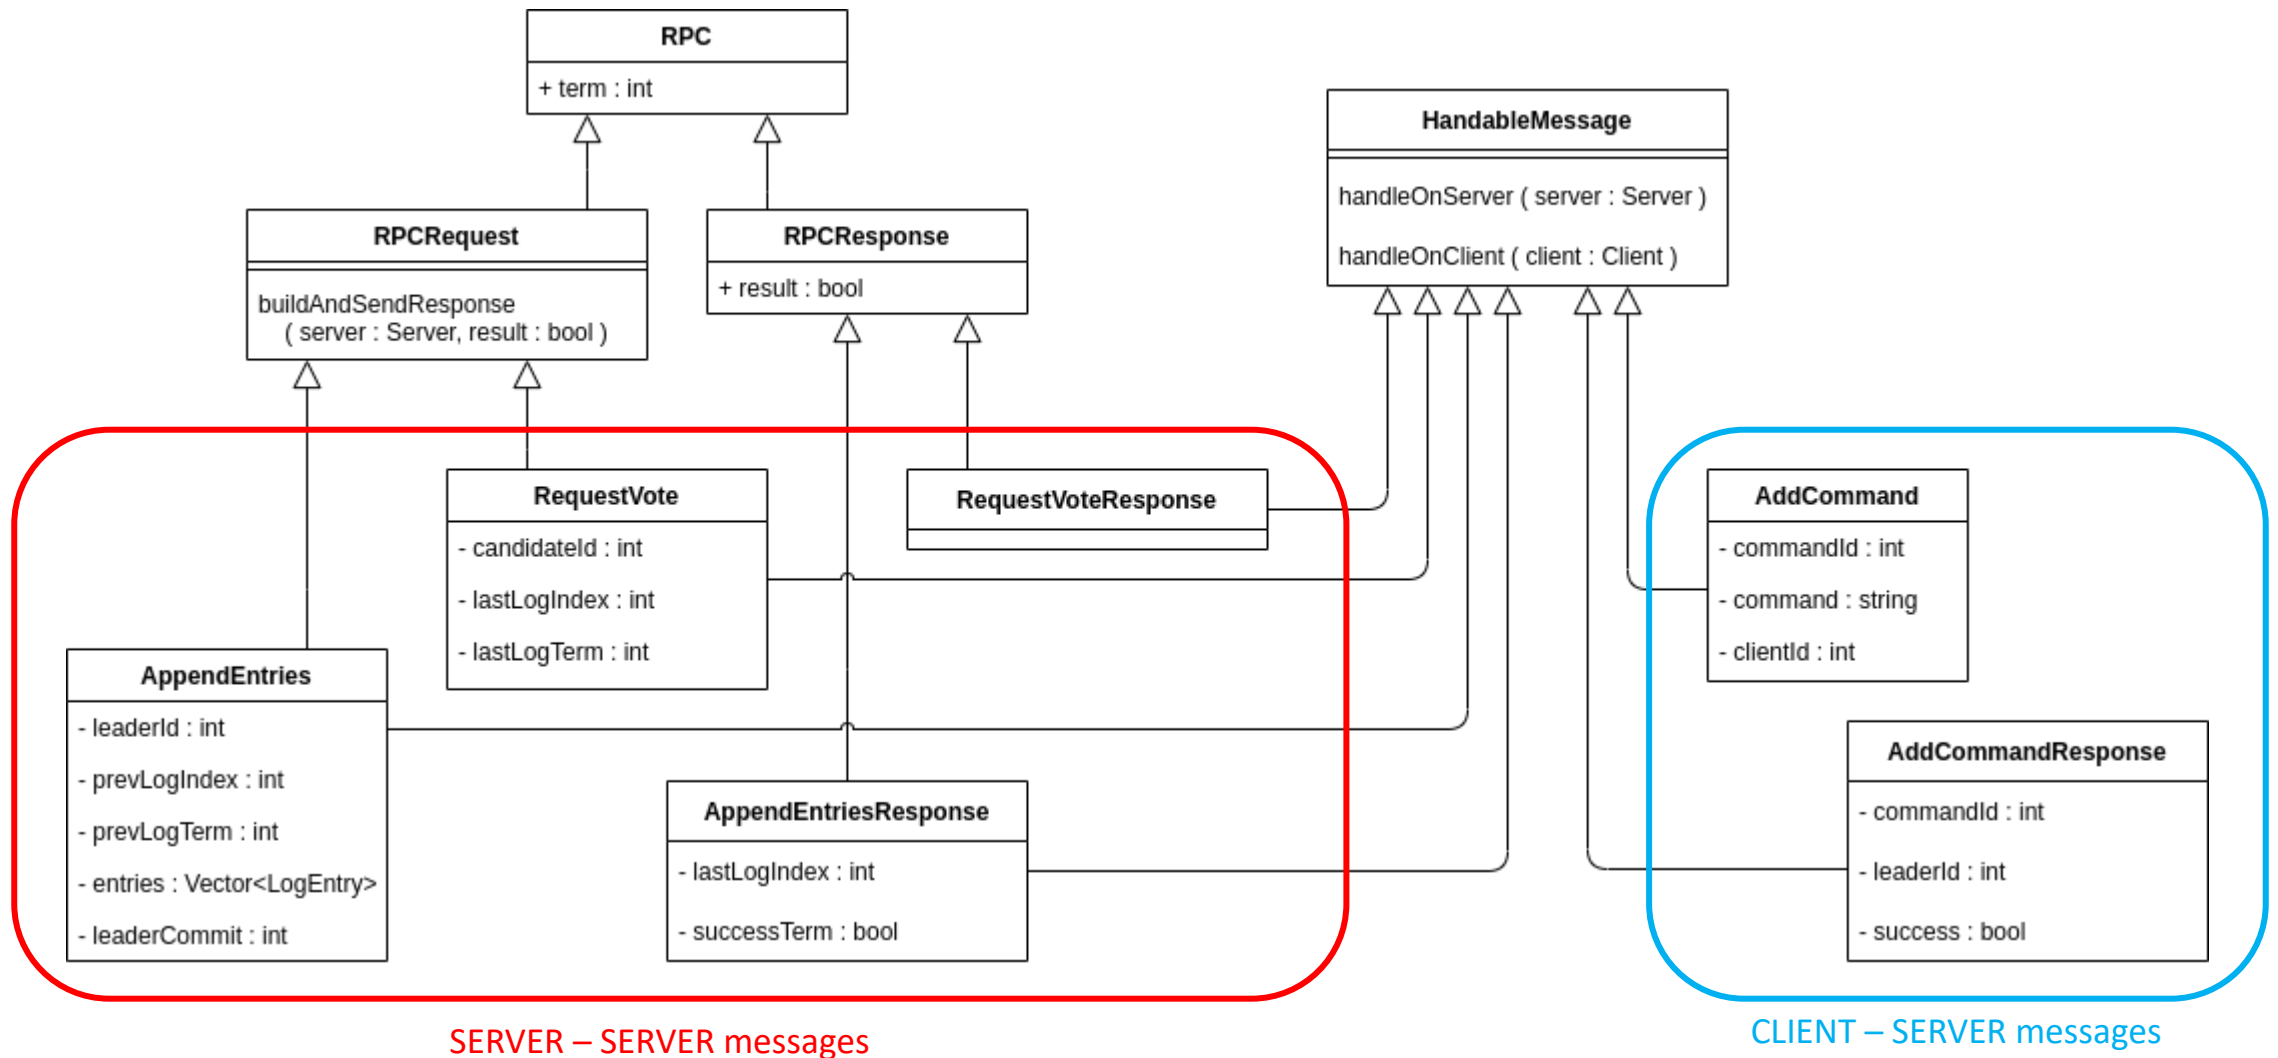 RPC
+ term : int
HandableMessage
handleOnServer ( server : Server )
handleOnClient ( client : Client )
RPCRequest
buildAndSendResponse
( server : Server, result : bool )
RPCResponse
+ result : bool
RequestVote
- candidateId : int
- lastLogIndex : int
- lastLogTerm : int
RequestVoteResponse
AddCommand
- commandId : int
- command : string
- clientId : int
AppendEntries
- leaderId : int
- prevLogIndex : int
- prevLogTerm : int
- entries : Vector<LogEntry>
- leaderCommit : int
AppendEntriesResponse
- lastLogIndex : int
- successTerm : bool
AddCommandResponse
- commandId : int
- leaderId : int
- success : bool
SERVER – SERVER messages
CLIENT – SERVER messages